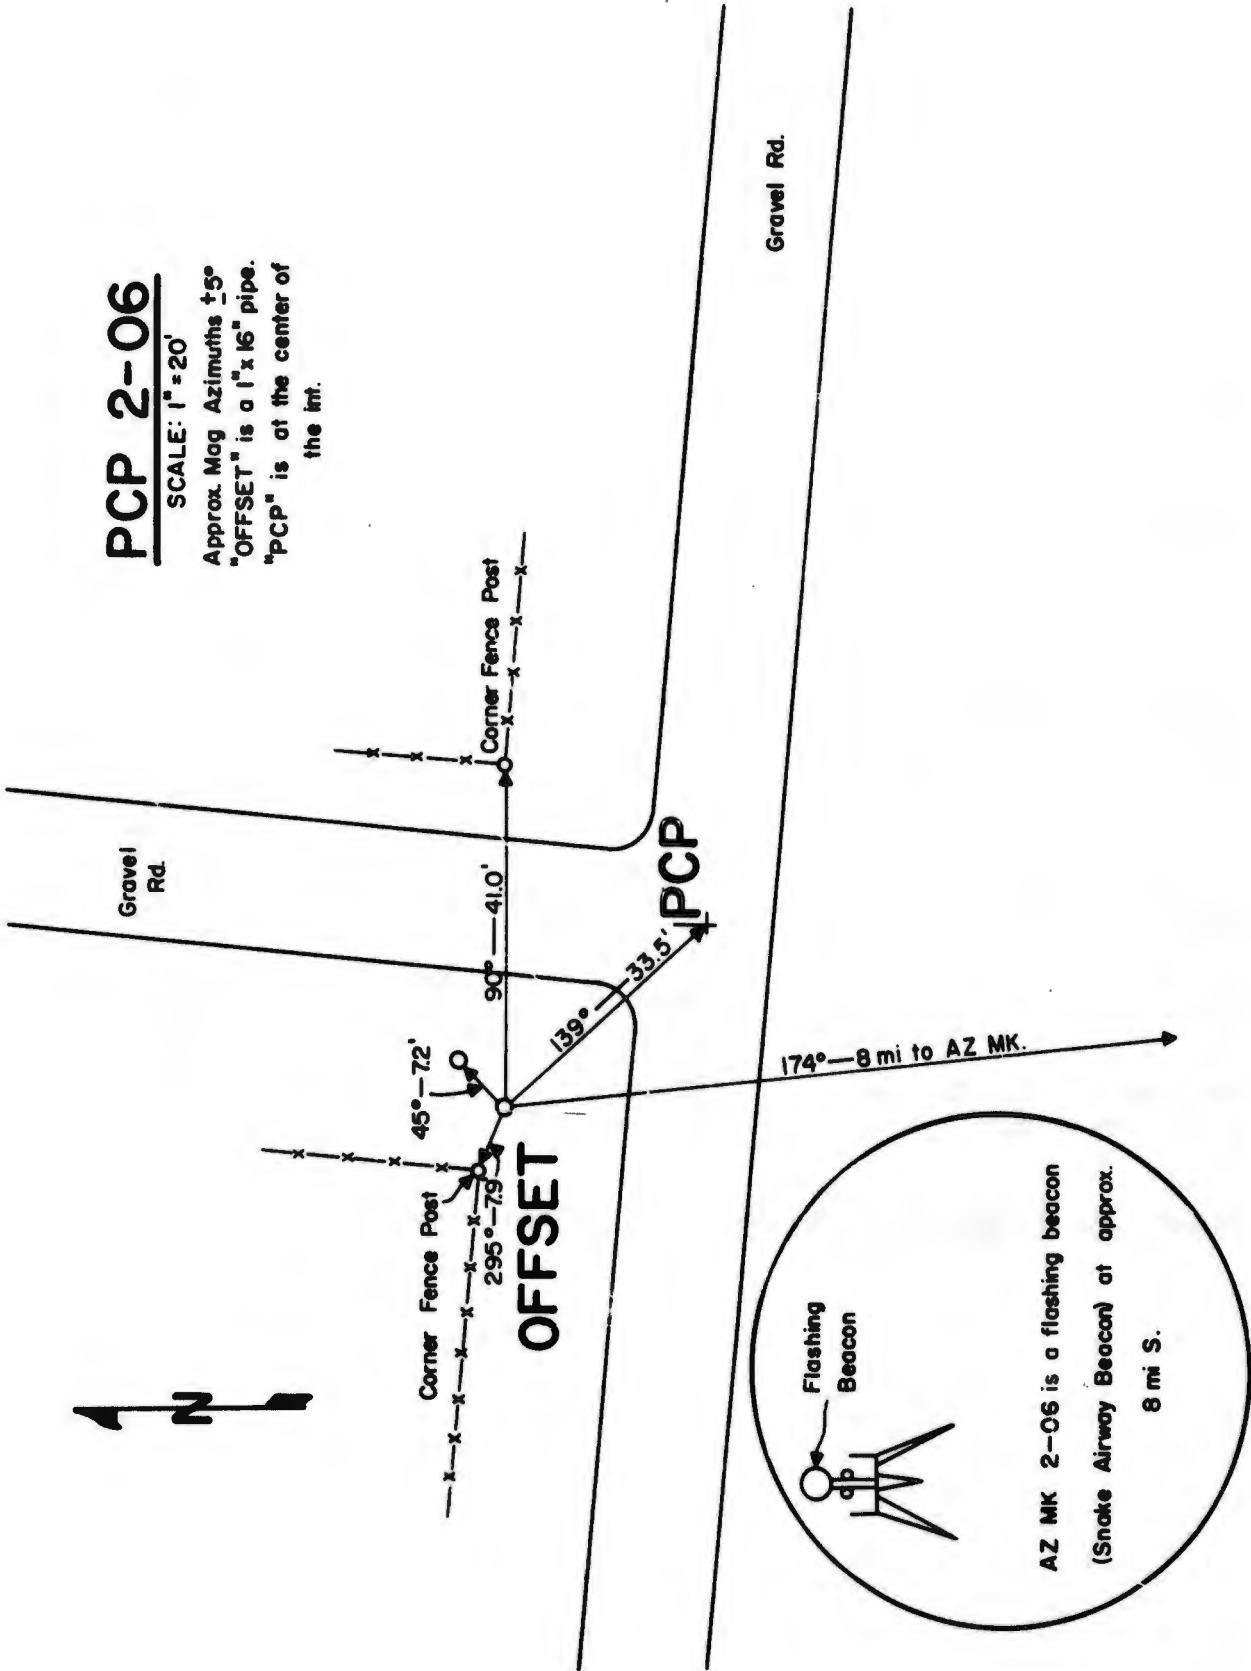 PCP 2-06
SCALE: 1"=20'
Approx. Mag Azimuths ±5°
"OFFSET" is a 1"x16" pipe.
"PCP" is at the center of
the int.
N
Gravel
Rd.
Corner Fence Post
Corner Fence Post
45°—7.2'
90°—41.0'
295°—7.9'
OFFSET
139°—33.5'
PCP
Gravel Rd.
174°—8 mi to AZ MK.
Flashing
Beacon
AZ MK 2-06 is a flashing beacon
(Snake Airway Beacon) at approx.
8 mi S.